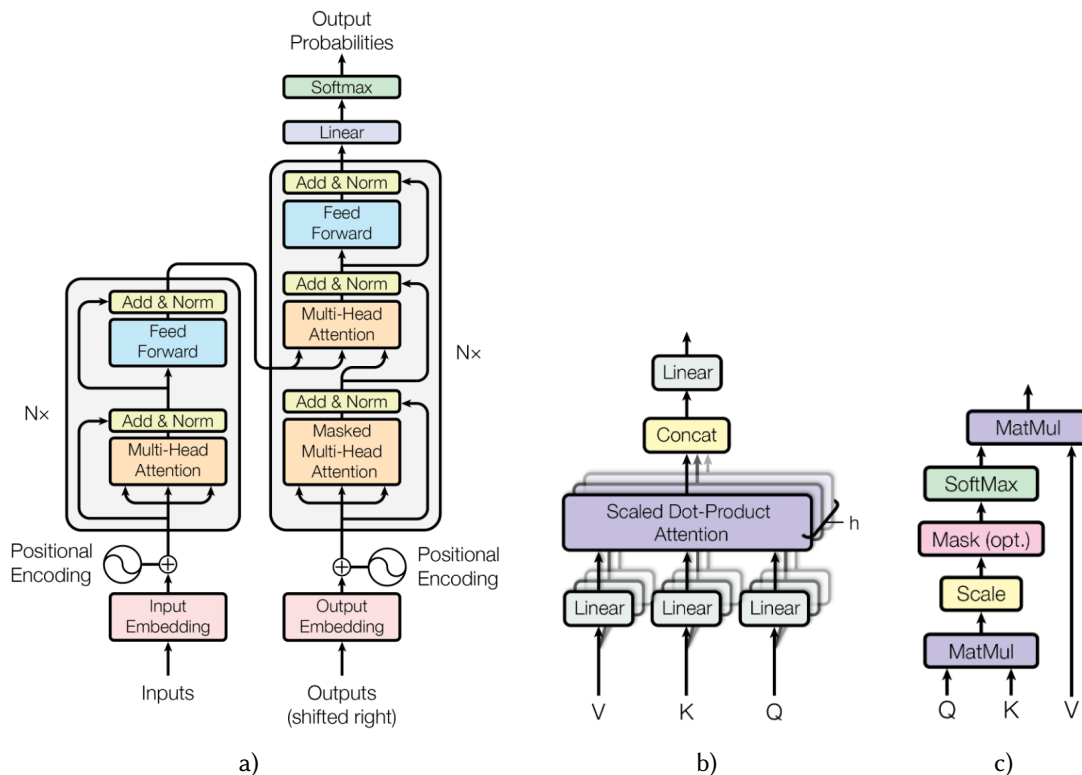 Output
Probabilities
Softmax
Linear
Add & Norm
Feed
Forward
Add & Norm
Multi-Head
Attention
Add & Norm
Masked
Multi-Head
Attention
Nx
Add & Norm
Feed
Forward
Add & Norm
Multi-Head
Attention
Nx
Positional
Encoding
Positional
Encoding
Input
Embedding
Output
Embedding
Inputs
Outputs
(shifted right)
a)
Linear
Concat
Scaled Dot-Product
Attention
h
Linear
Linear
Linear
V
K
Q
b)
MatMul
SoftMax
Mask (opt.)
Scale
MatMul
Q
K
V
c)